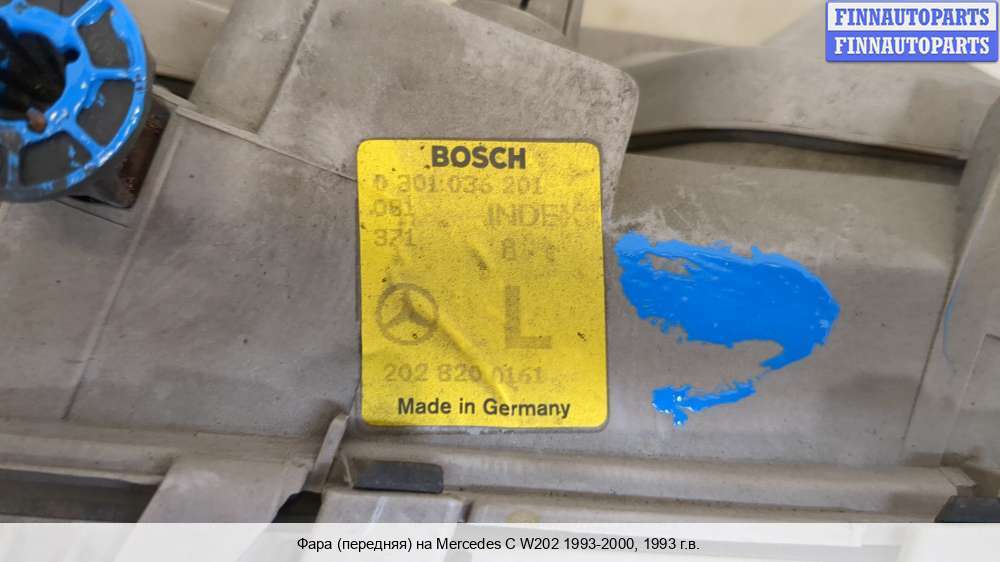 FINNAUTOPARTS
FINNAUTOPARTS
BOSCH
0 301 036 201
081 INDEX
371
L
202 820 0161
Made in Germany
Фара (передняя) на Mercedes C W202 1993-2000, 1993 г.в.